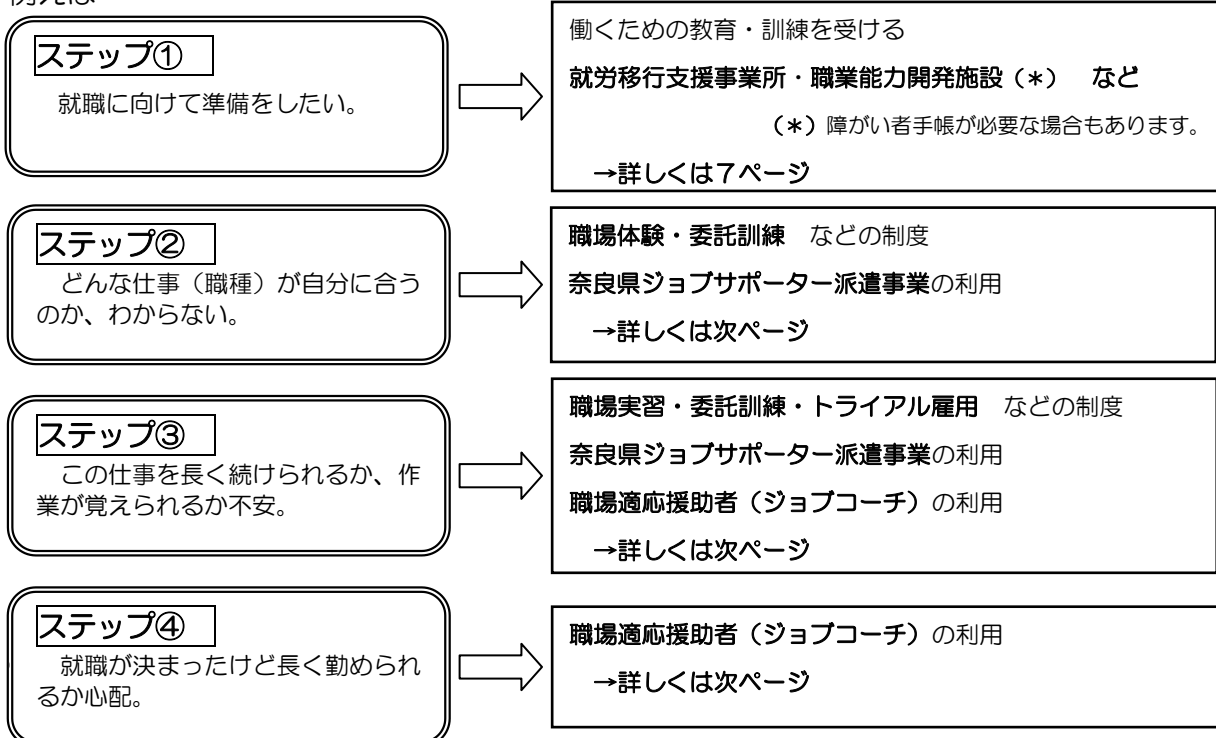 例えば
ステップ①
就職に向けて準備をしたい。
働くための教育・訓練を受ける
就労移行支援事業所・職業能力開発施設（＊）　など
（＊）障がい者手帳が必要な場合もあります。
→詳しくは７ページ
ステップ②
どんな仕事（職種）が自分に合う
のか、わからない。
職場体験・委託訓練　などの制度
奈良県ジョブサポーター派遣事業の利用
→詳しくは次ページ
ステップ③
この仕事を長く続けられるか、作
業が覚えられるか不安。
職場実習・委託訓練・トライアル雇用　などの制度
奈良県ジョブサポーター派遣事業の利用
職場適応援助者（ジョブコーチ）の利用
→詳しくは次ページ
ステップ④
就職が決まったけど長く勤められ
るか心配。
職場適応援助者（ジョブコーチ）の利用
→詳しくは次ページ